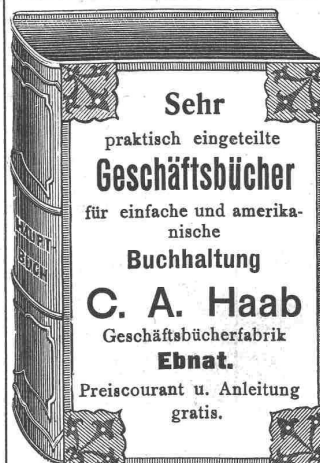 Sehr
praktisch eingeteilte
Geschäftsbücher
für einfache und amerika-
nische
Buchhaltung
C. A. Haab
Geschäftsbücherfabrik
Ebnat.
Preiscourant u. Anleitung
gratis.
HAUPT-
BUCH